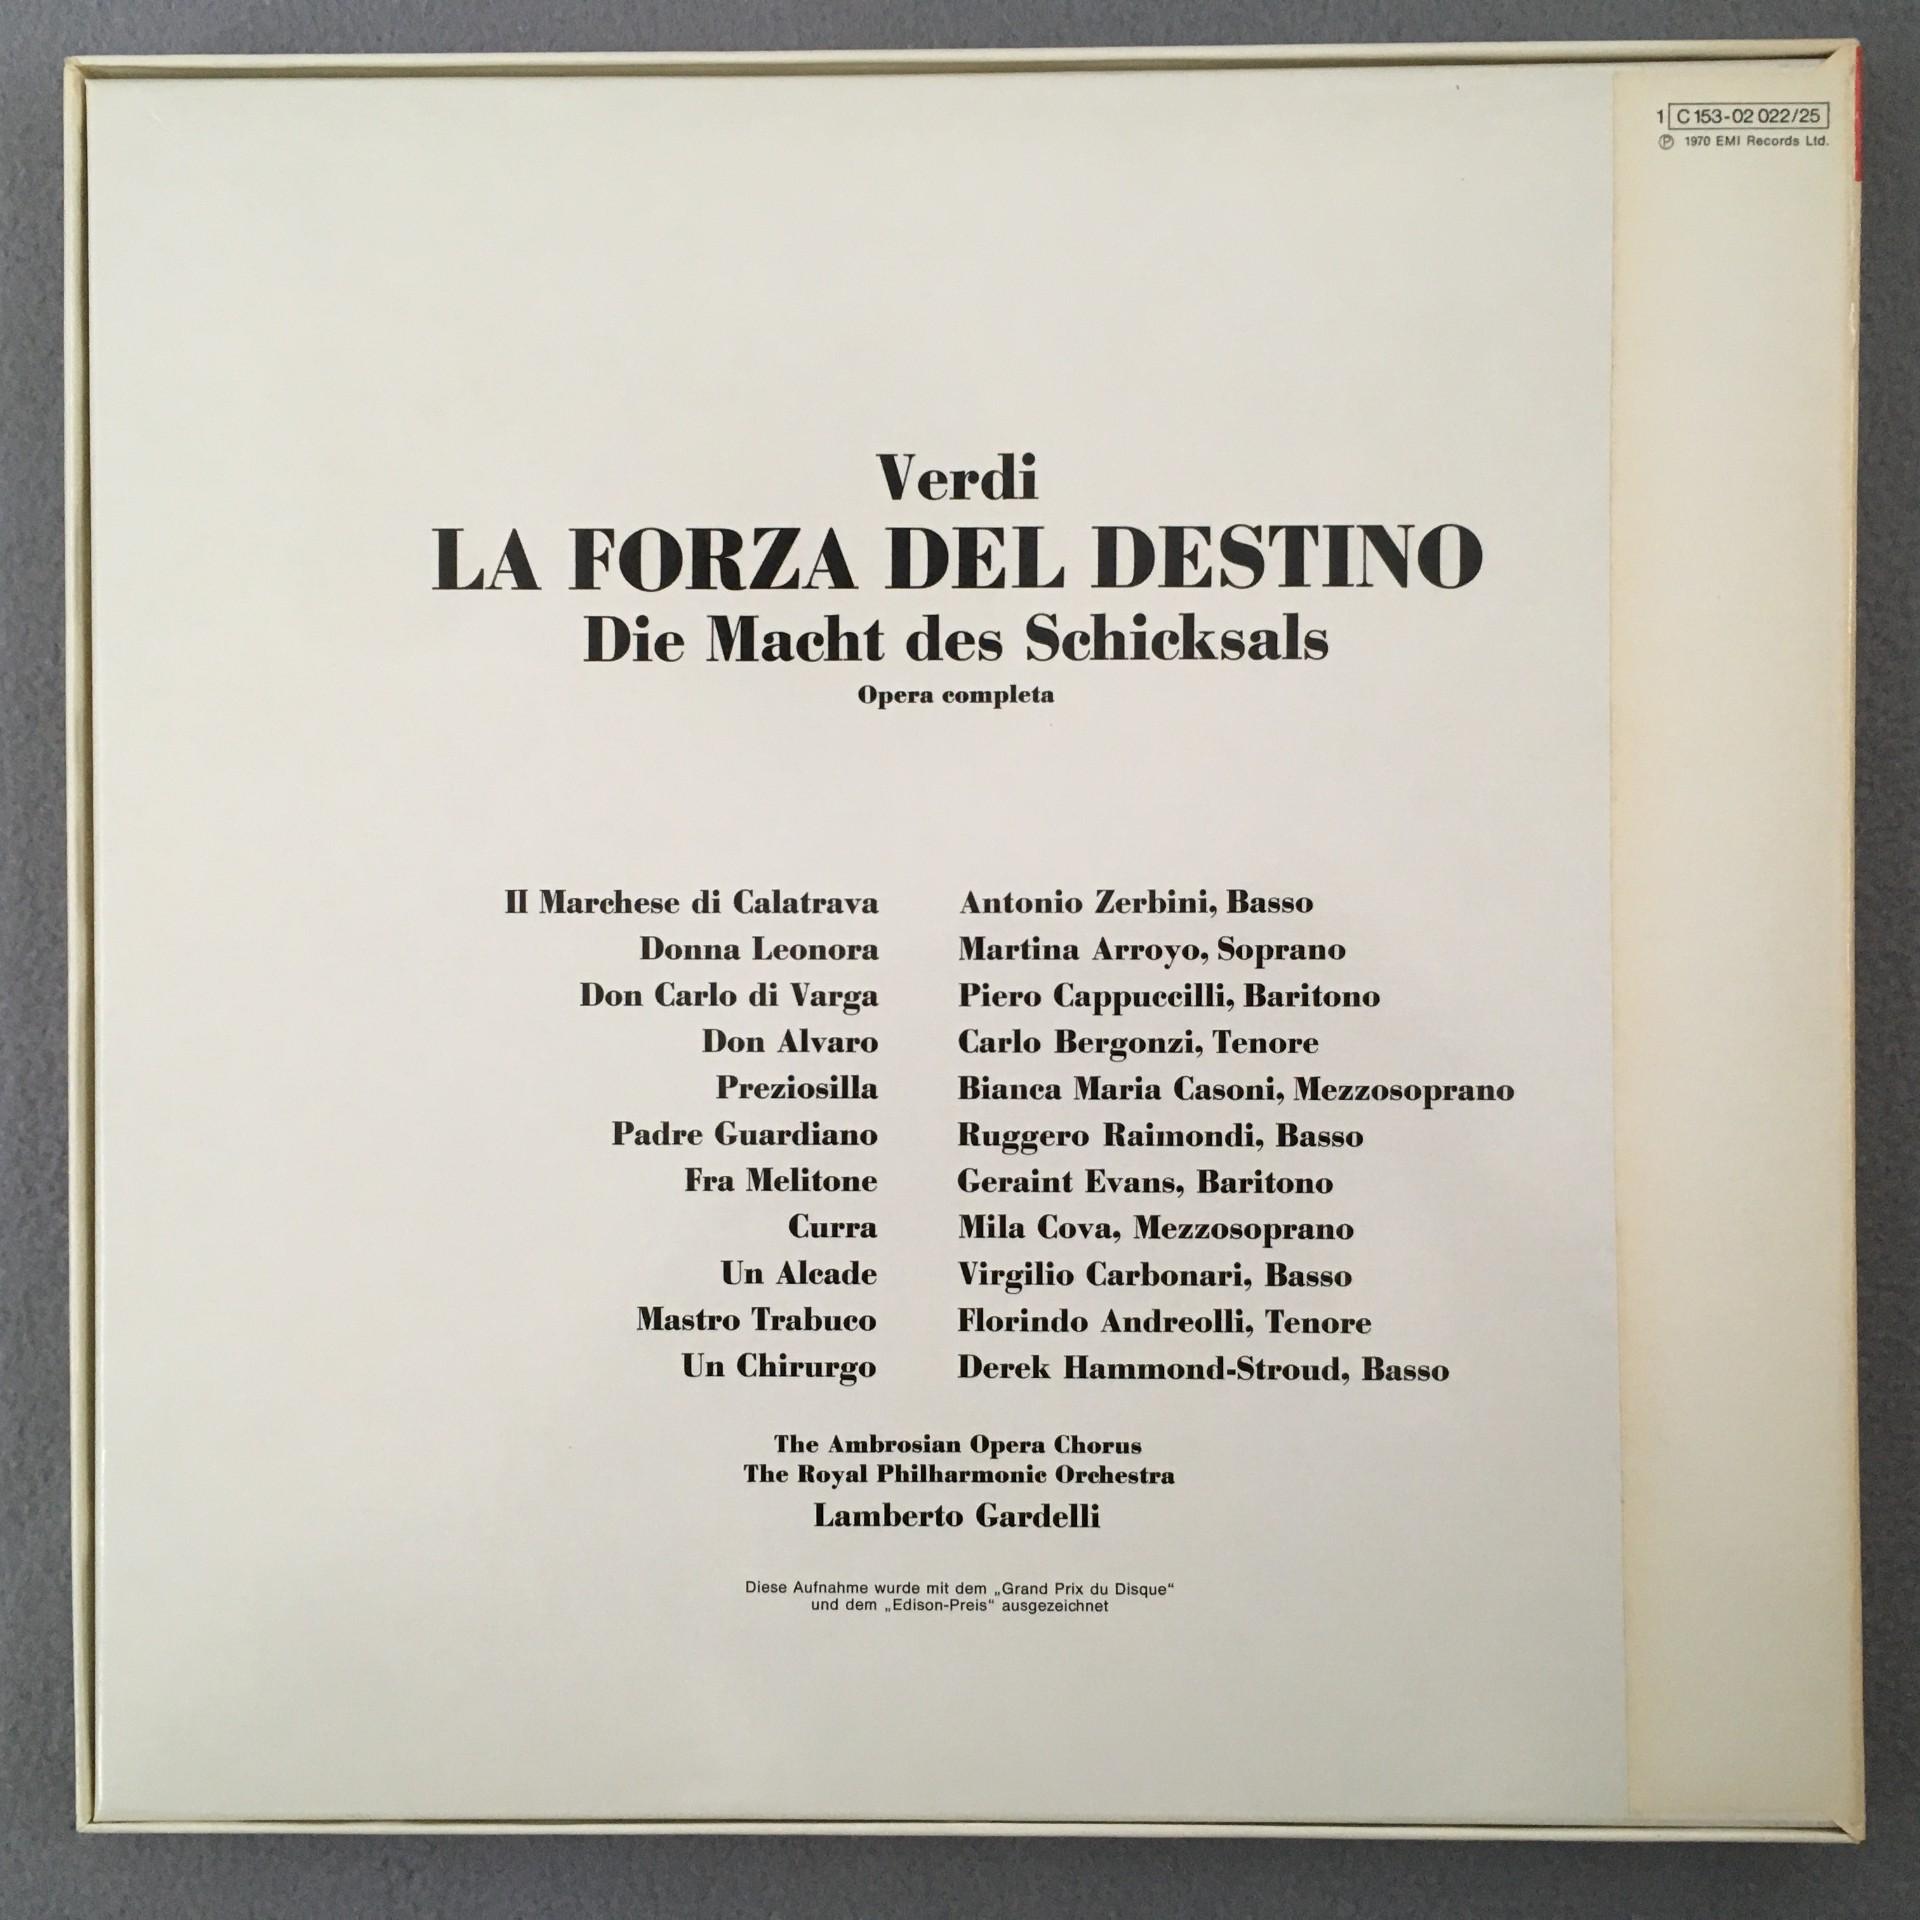 1 C 153-02 022/25
Ⓟ 1970 EMI Records Ltd.
Verdi
LA FORZA DEL DESTINO
Die Macht des Schicksals
Opera completa
Il Marchese di Calatrava Antonio Zerbini, Basso
Donna Leonora Martina Arroyo, Soprano
Don Carlo di Varga Piero Cappuccilli, Baritono
Don Alvaro Carlo Bergonzi, Tenore
Preziosilla Bianca Maria Casoni, Mezzosoprano
Padre Guardiano Ruggero Raimondi, Basso
Fra Melitone Geraint Evans, Baritono
Curra Mila Cova, Mezzosoprano
Un Alcade Virgilio Carbonari, Basso
Mastro Trabuco Florindo Andreolli, Tenore
Un Chirurgo Derek Hammond-Stroud, Basso
The Ambrosian Opera Chorus
The Royal Philharmonic Orchestra
Lamberto Gardelli
Diese Aufnahme wurde mit dem „Grand Prix du Disque“
und dem „Edison-Preis“ ausgezeichnet